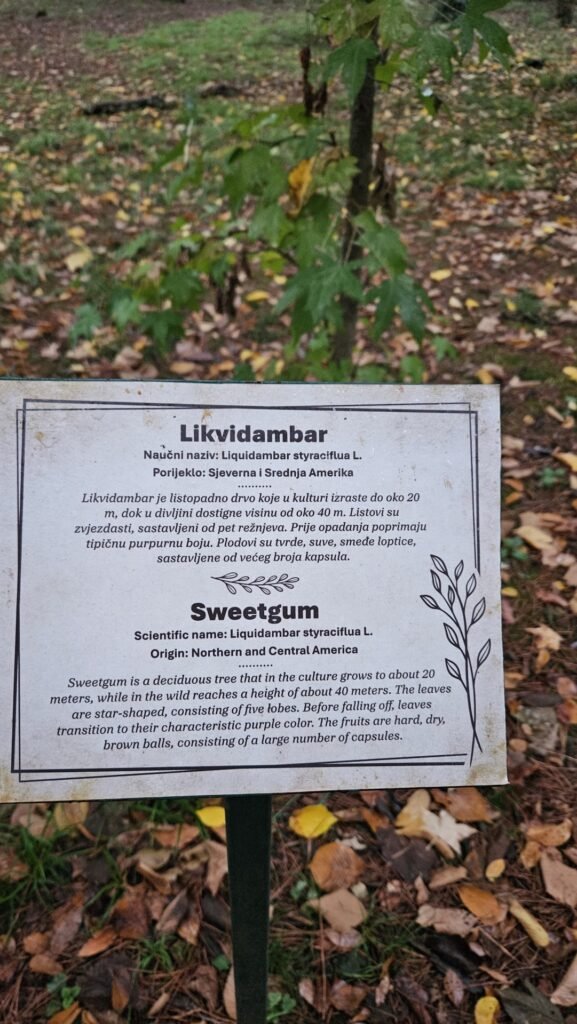 Likvidambar
Naučni naziv: Liquidambar styraciflua L.
Porijeklo: Sjeverna i Srednja Amerika
Likvidambar je listopadno drvo koje u kulturi izraste do oko 20
m, dok u divljini dostigne visinu od oko 40 m. Listovi su
zvjezdasti, sastavljeni od pet režnjeva. Prije opadanja poprimaju
tipičnu purpurnu boju. Plodovi su tvrde, suve, smeđe loptice,
sastavljene od većeg broja kapsula.
Sweetgum
Scientific name: Liquidambar styraciflua L.
Origin: Northern and Central America
Sweetgum is a deciduous tree that in the culture grows to about 20
meters, while in the wild reaches a height of about 40 meters. The leaves
are star-shaped, consisting of five lobes. Before falling off, leaves
transition to their characteristic purple color. The fruits are hard, dry,
brown balls, consisting of a large number of capsules.